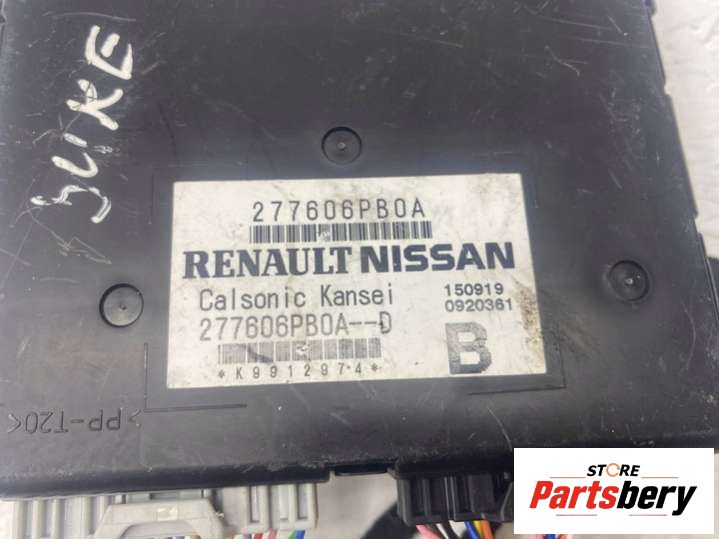 JUKE
277606PB0A
RENAULT NISSAN
Calsonic Kansei
150919
0920361
277606PB0A--D
B
*K9912974*
>PP-T20<
STORE
Partsbery